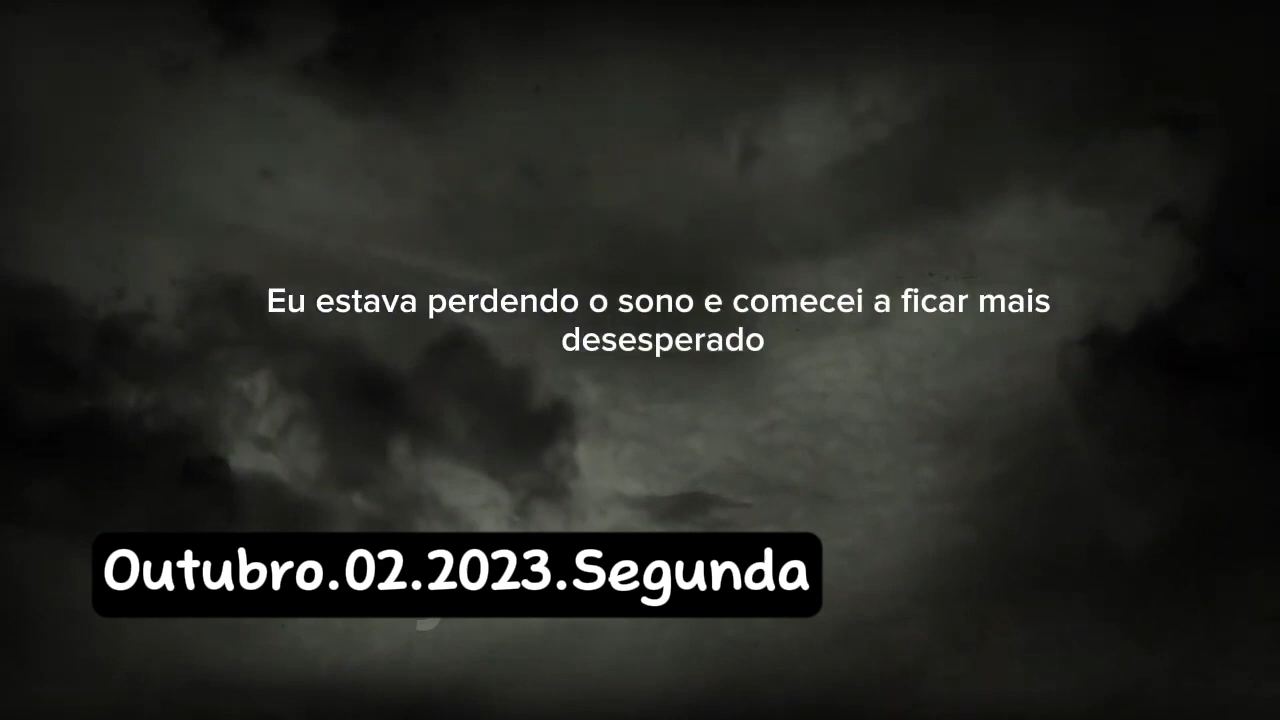 Eu estava perdendo o sono e comecei a ficar mais
desesperado
Outubro.02.2023.Segunda